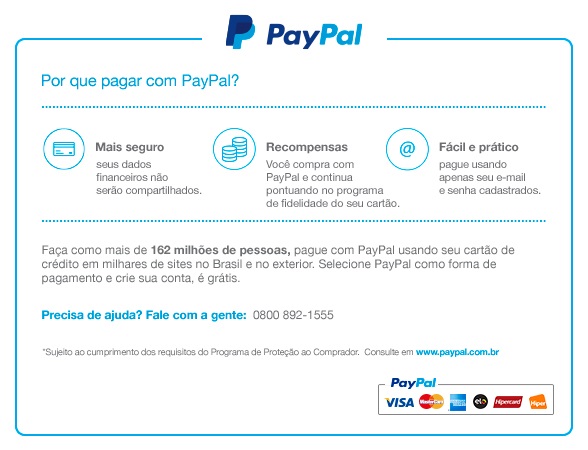 PayPal
Por que pagar com PayPal?
Mais seguro
seus dados
financeiros não
serão compartilhados.
Recompensas
Você compra com
PayPal e continua
pontuando no programa
de fidelidade do seu cartão.
@
Fácil e prático
pague usando
apenas seu e-mail
e senha cadastrados.
Faça como mais de 162 milhões de pessoas, pague com PayPal usando seu cartão de
crédito em milhares de sites no Brasil e no exterior. Selecione PayPal como forma de
pagamento e crie sua conta, é grátis.
Precisa de ajuda? Fale com a gente: 0800 892-1555
*Sujeito ao cumprimento dos requisitos do Programa de Proteção ao Comprador. Consulte em www.paypal.com.br
PayPal
VISA MasterCard elo Hipercard Hiper